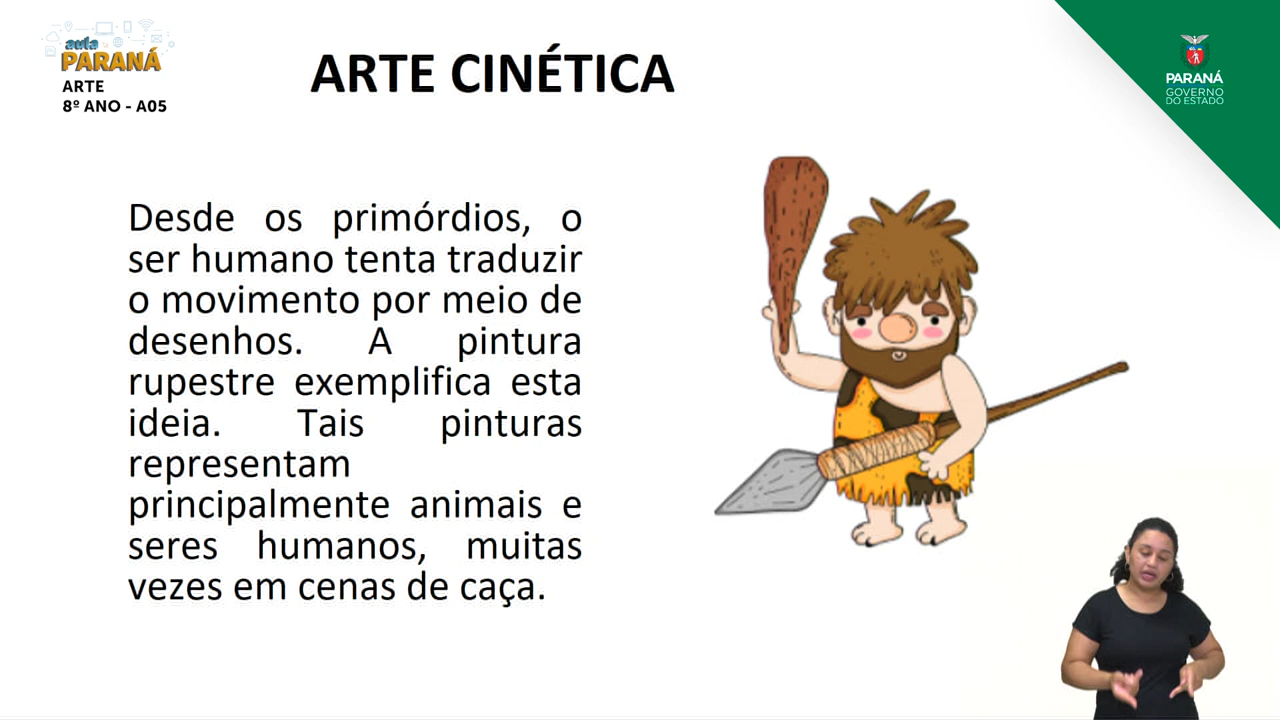 aula
PARANÁ
ARTE
8º ANO - A05
ARTE CINÉTICA
PARANÁ
GOVERNO
DO ESTADO
Desde os primórdios, o
ser humano tenta traduzir
o movimento por meio de
desenhos. A pintura
rupestre exemplifica esta
ideia. Tais pinturas
representam
principalmente animais e
seres humanos, muitas
vezes em cenas de caça.